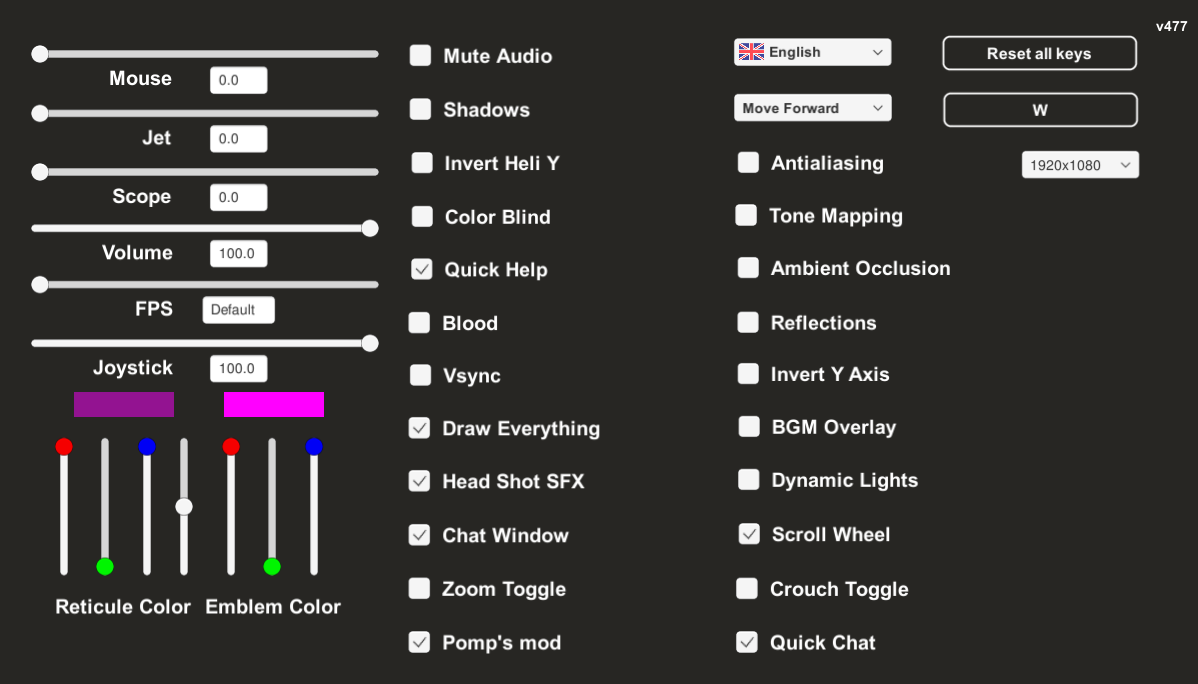 v477
Mouse 0.0
Jet 0.0
Scope 0.0
Volume 100.0
FPS Default
Joystick 100.0
Reticule Color Emblem Color
Mute Audio
Shadows
Invert Heli Y
Color Blind
Quick Help
Blood
Vsync
Draw Everything
Head Shot SFX
Chat Window
Zoom Toggle
Pomp's mod
English
Reset all keys
Move Forward
W
Antialiasing
1920x1080
Tone Mapping
Ambient Occlusion
Reflections
Invert Y Axis
BGM Overlay
Dynamic Lights
Scroll Wheel
Crouch Toggle
Quick Chat